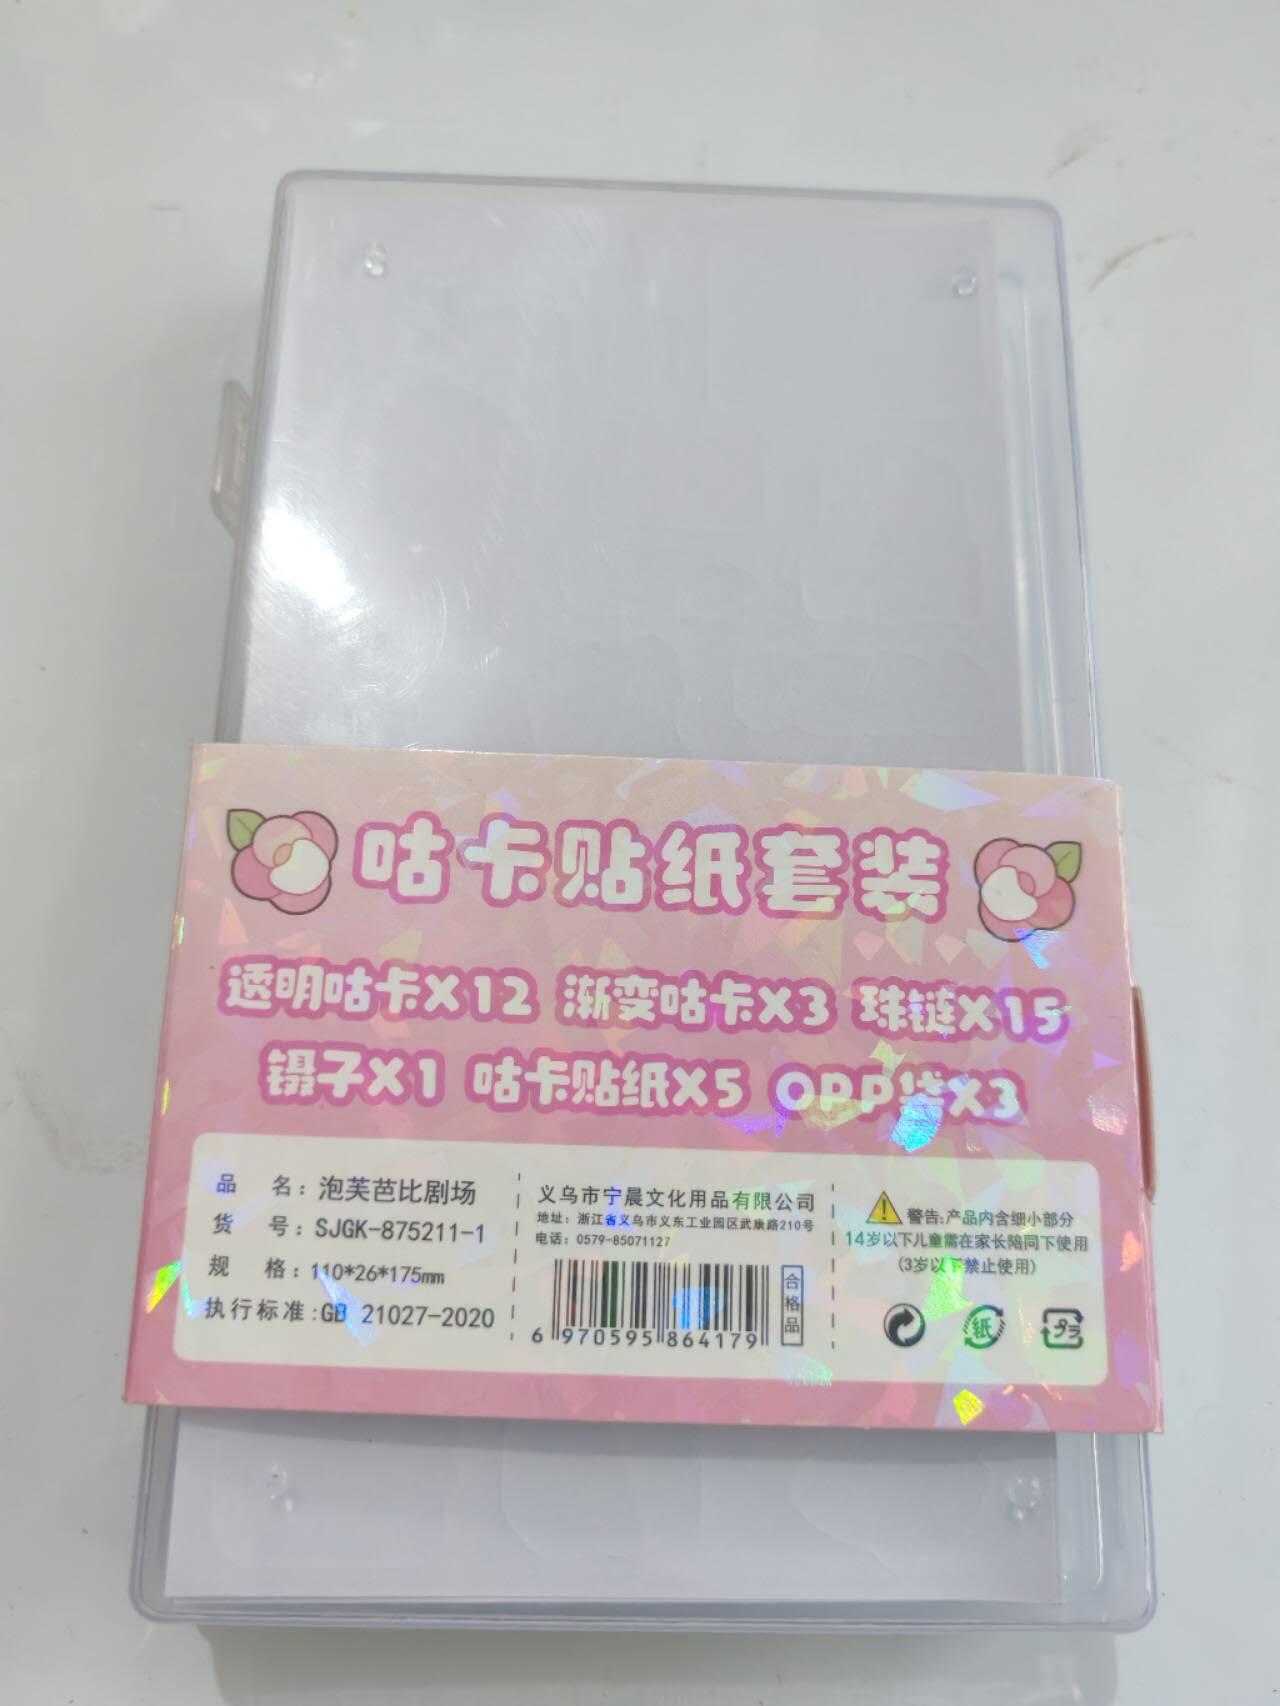 咕卡贴纸套装
透明咕卡X12 渐变咕卡X3 球链X15
镊子X1 咕卡贴纸X5 OPP袋X3
品 名：泡芙芭比剧场
货 号：SJGK-875211-1
规 格：110*26*175mm
执行标准:GB 21027-2020
义乌市宁晨文化用品有限公司
地址：浙江省义乌市义东工业园区武康路210号
电话：0579-85071127
6 970595 864179
合格品
警告:产品内含细小部分
14岁以下儿童需在家长陪同下使用
(3岁以下禁止使用)
纸
プラ